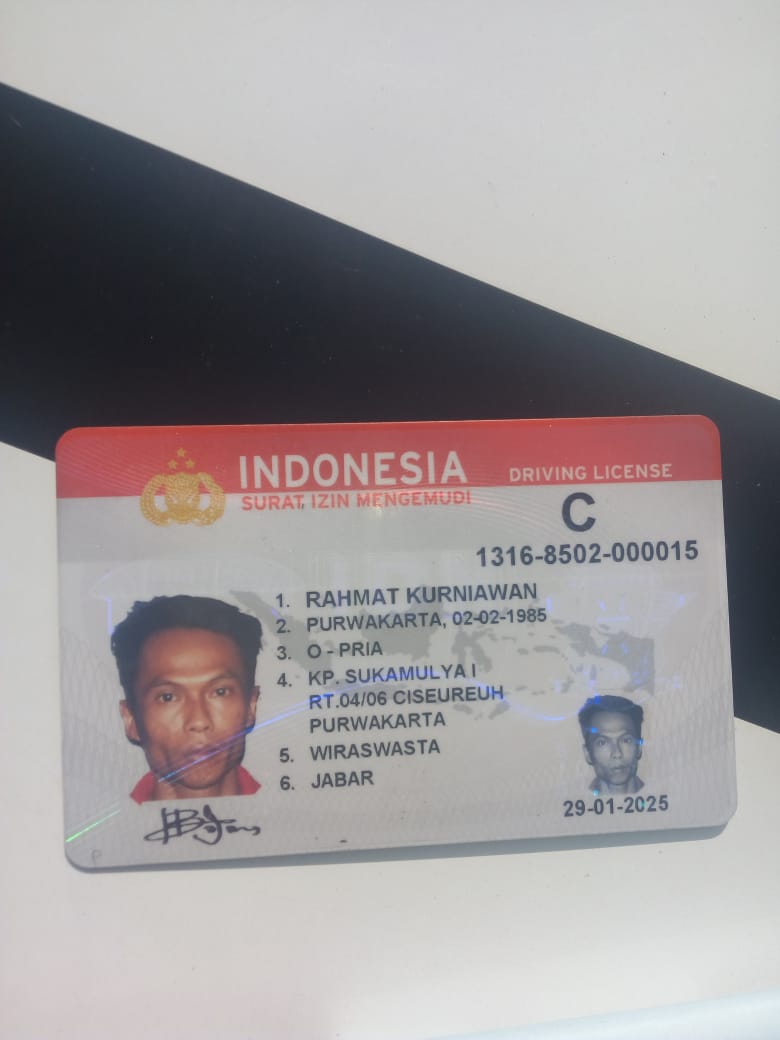 INDONESIA
DRIVING LICENSE
SURAT IZIN MENGEMUDI
C
1316-8502-000015
1. RAHMAT KURNIAWAN
2. PURWAKARTA, 02-02-1985
3. O - PRIA
4. KP. SUKAMULYA I
RT.04/06 CISEUREUH
PURWAKARTA
5. WIRASWASTA
6. JABAR
29-01-2025
P